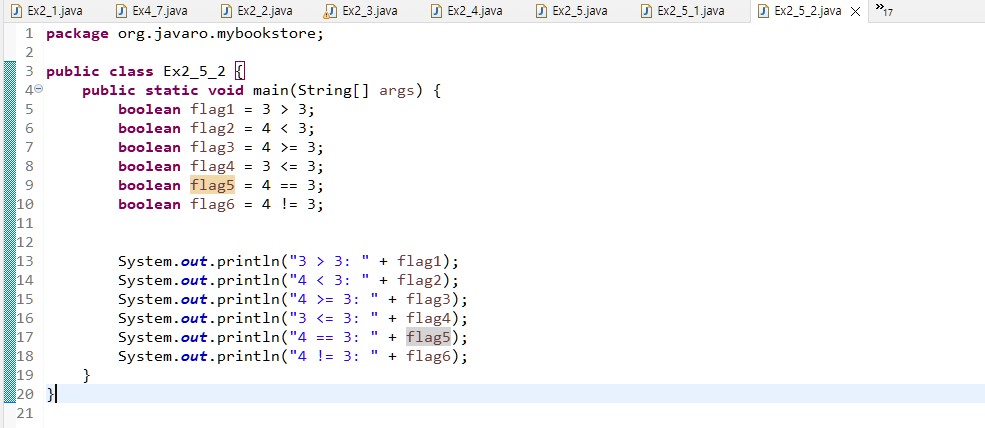 Ex2_1.java Ex4_7.java Ex2_2.java Ex2_3.java Ex2_4.java Ex2_5.java Ex2_5_1.java Ex2_5_2.java »17
1 package org.javaro.mybookstore;
2
3 public class Ex2_5_2 {
4 public static void main(String[] args) {
5 boolean flag1 = 3 > 3;
6 boolean flag2 = 4 < 3;
7 boolean flag3 = 4 >= 3;
8 boolean flag4 = 3 <= 3;
9 boolean flag5 = 4 == 3;
10 boolean flag6 = 4 != 3;
11
12
13 System.out.println("3 > 3: " + flag1);
14 System.out.println("4 < 3: " + flag2);
15 System.out.println("4 >= 3: " + flag3);
16 System.out.println("3 <= 3: " + flag4);
17 System.out.println("4 == 3: " + flag5);
18 System.out.println("4 != 3: " + flag6);
19 }
20 }
21